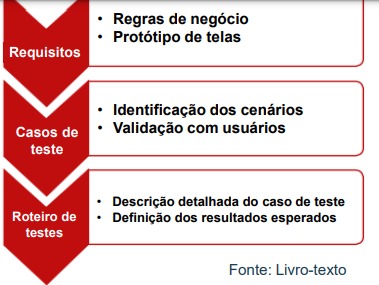 • Regras de negócio
• Protótipo de telas
Requisitos
• Identificação dos cenários
• Validação com usuários
Casos de
teste
• Descrição detalhada do caso de teste
• Definição dos resultados esperados
Roteiro de
testes
Fonte: Livro-texto